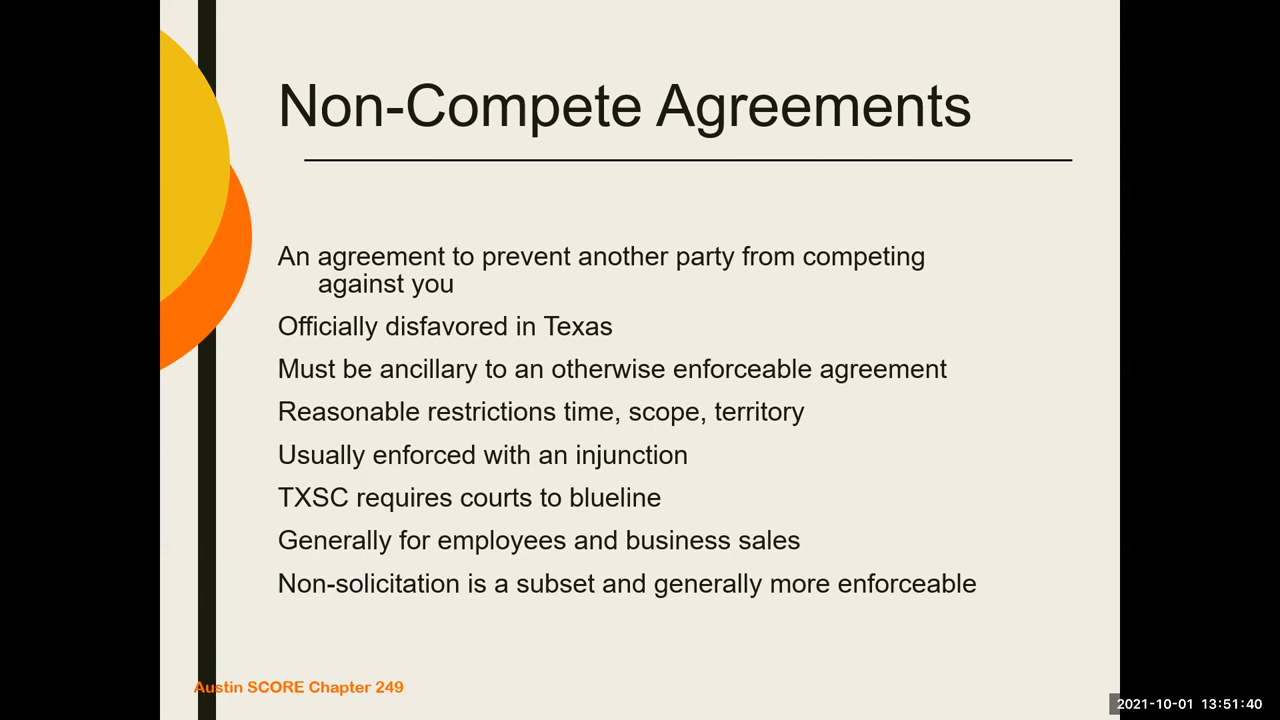 Non-Compete Agreements
An agreement to prevent another party from competing
against you
Officially disfavored in Texas
Must be ancillary to an otherwise enforceable agreement
Reasonable restrictions time, scope, territory
Usually enforced with an injunction
TXSC requires courts to blueline
Generally for employees and business sales
Non-solicitation is a subset and generally more enforceable
Austin SCORE Chapter 249
2021-10-01 13:51:40